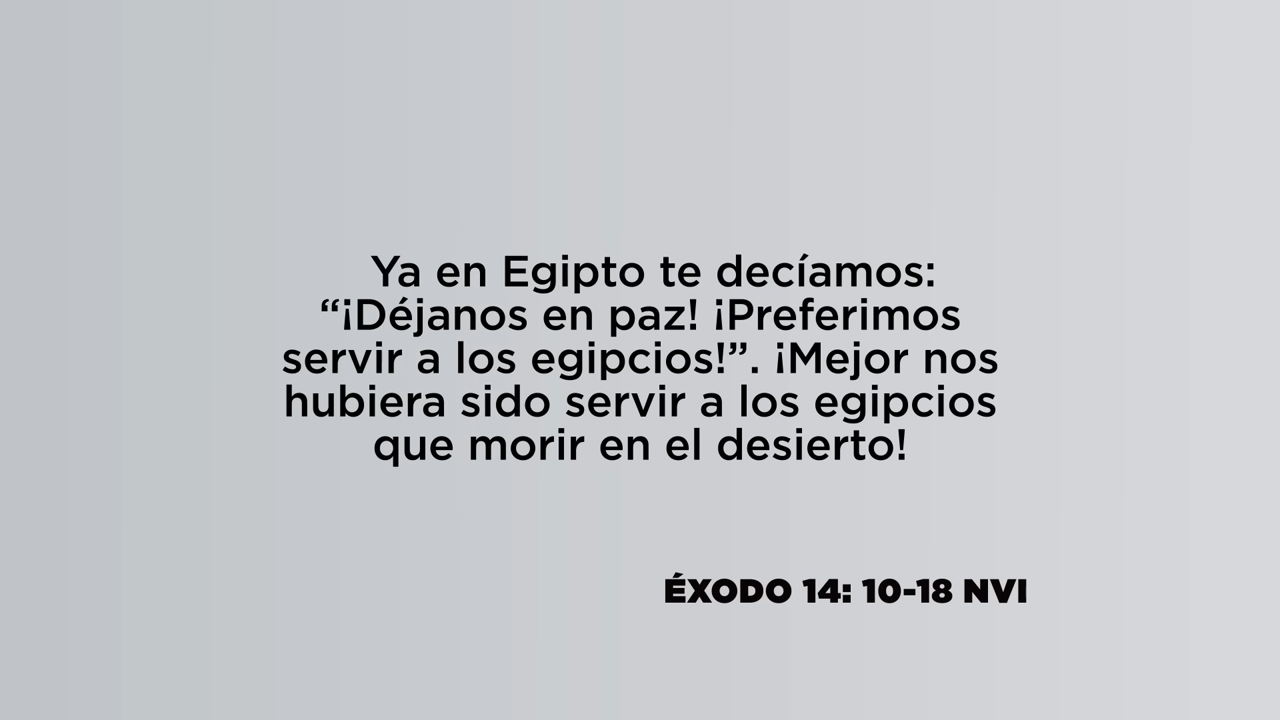 Ya en Egipto te decíamos:
“¡Déjanos en paz! ¡Preferimos
servir a los egipcios!”. ¡Mejor nos
hubiera sido servir a los egipcios
que morir en el desierto!
ÉXODO 14: 10-18 NVI